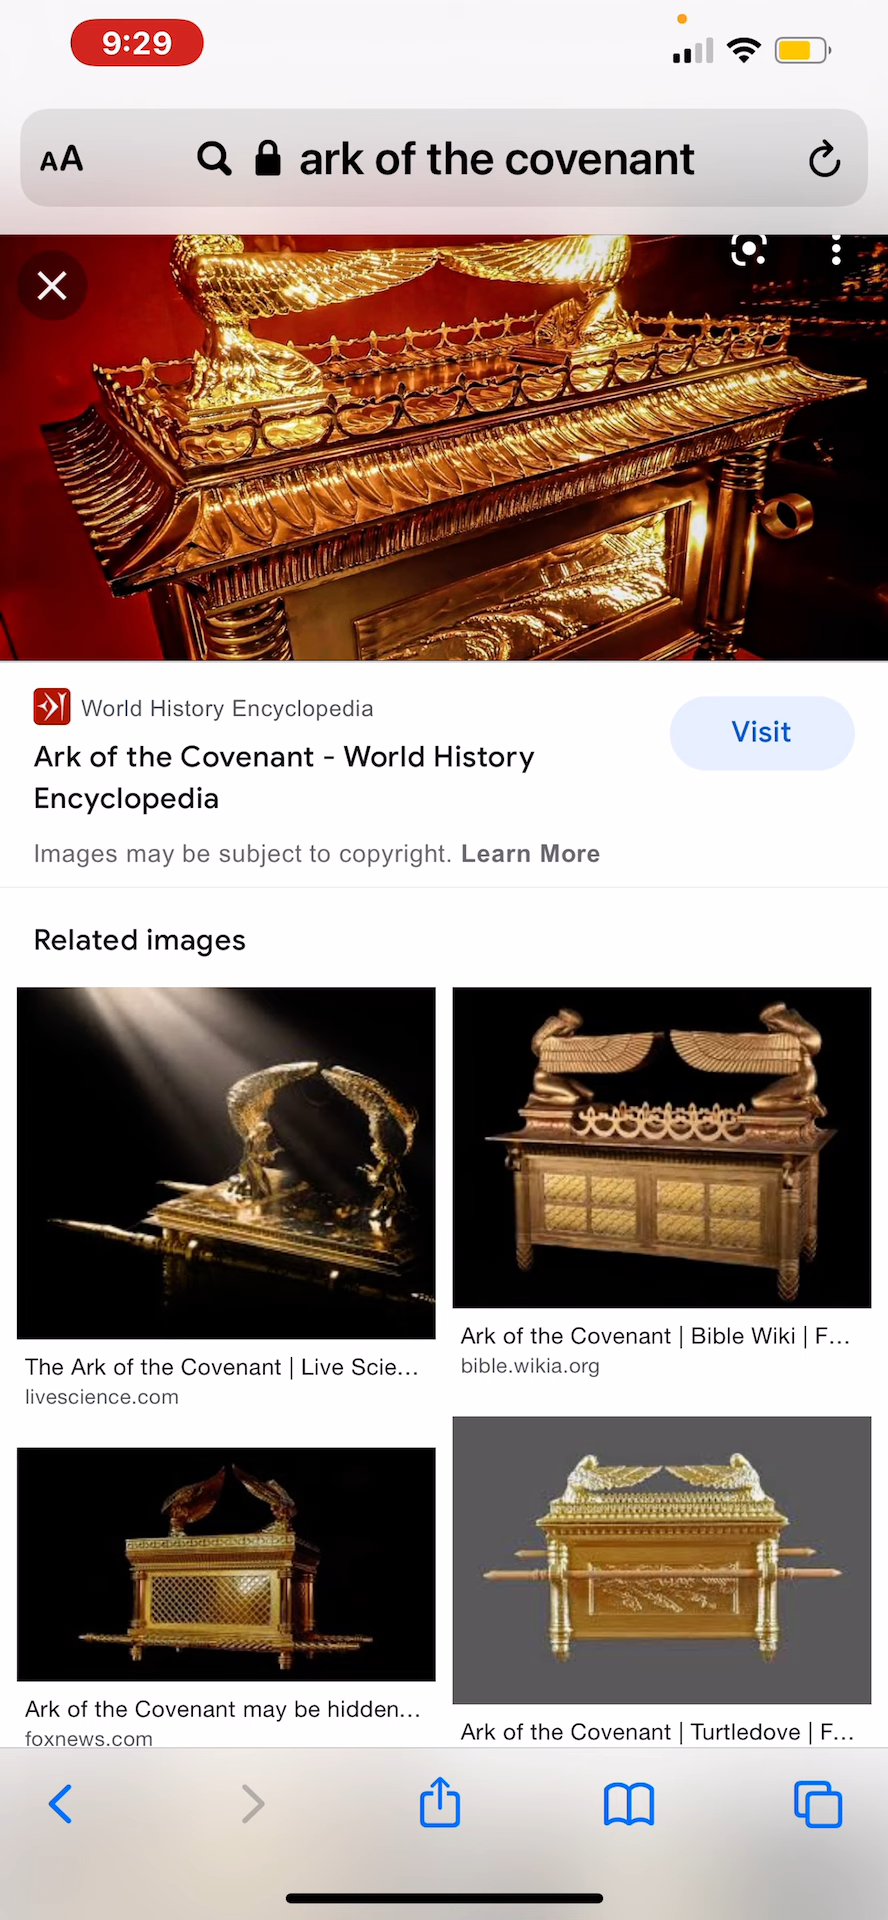 9:29
AA ark of the covenant
World History Encyclopedia
Visit
Ark of the Covenant - World History
Encyclopedia
Images may be subject to copyright. Learn More
Related images
The Ark of the Covenant | Live Scie...
livescience.com
Ark of the Covenant | Bible Wiki | F...
bible.wikia.org
Ark of the Covenant may be hidden...
foxnews.com
Ark of the Covenant | Turtledove | F...